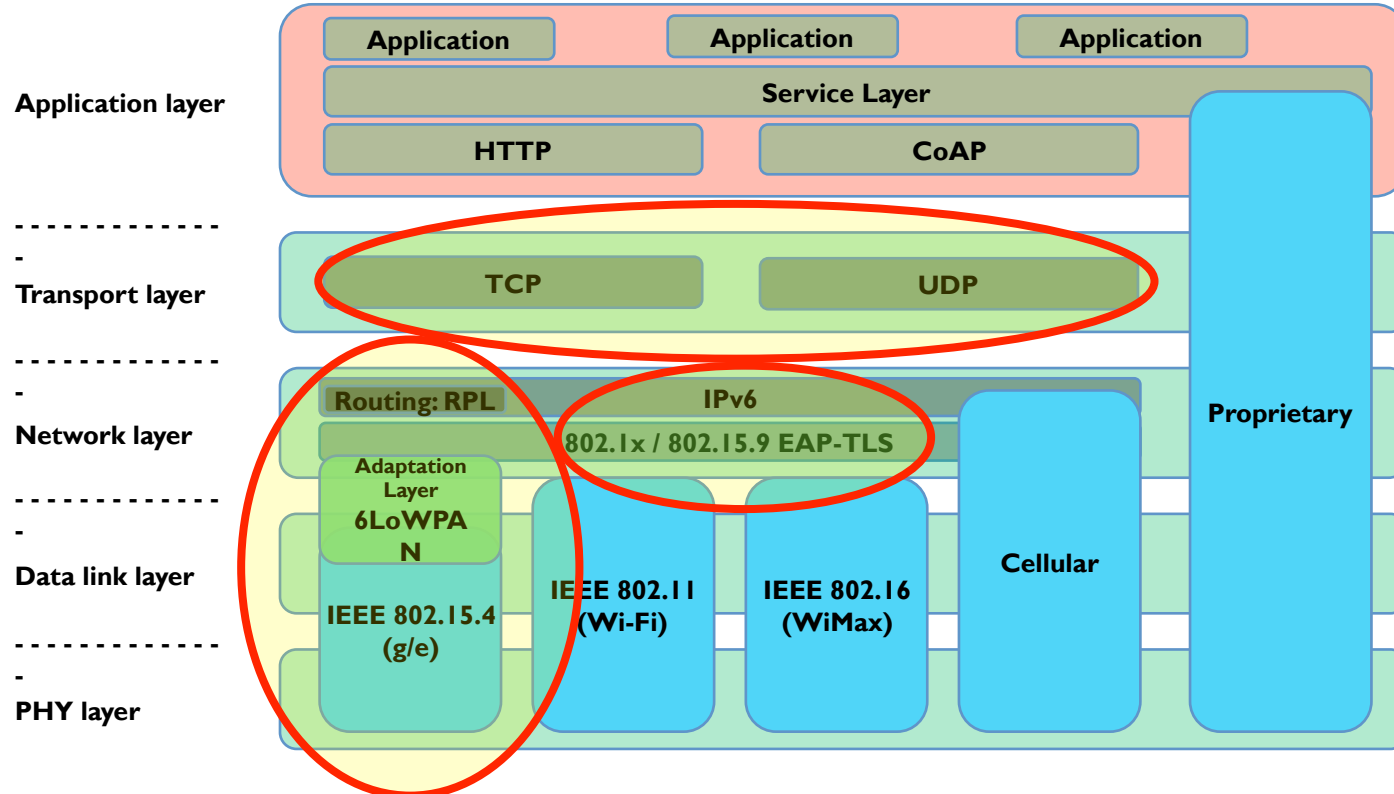 Application Application Application
Application layer
Service Layer
HTTP CoAP
- - - - - - - - - - - - -
-
Transport layer
TCP UDP
- - - - - - - - - - - - -
-
Network layer
Routing: RPL IPv6
802.1x / 802.15.9 EAP-TLS
Adaptation
Layer
6LoWPA
N
Proprietary
- - - - - - - - - - - - -
-
Data link layer
IEEE 802.15.4
(g/e)
IEEE 802.11
(Wi-Fi)
IEEE 802.16
(WiMax)
Cellular
- - - - - - - - - - - - -
-
PHY layer